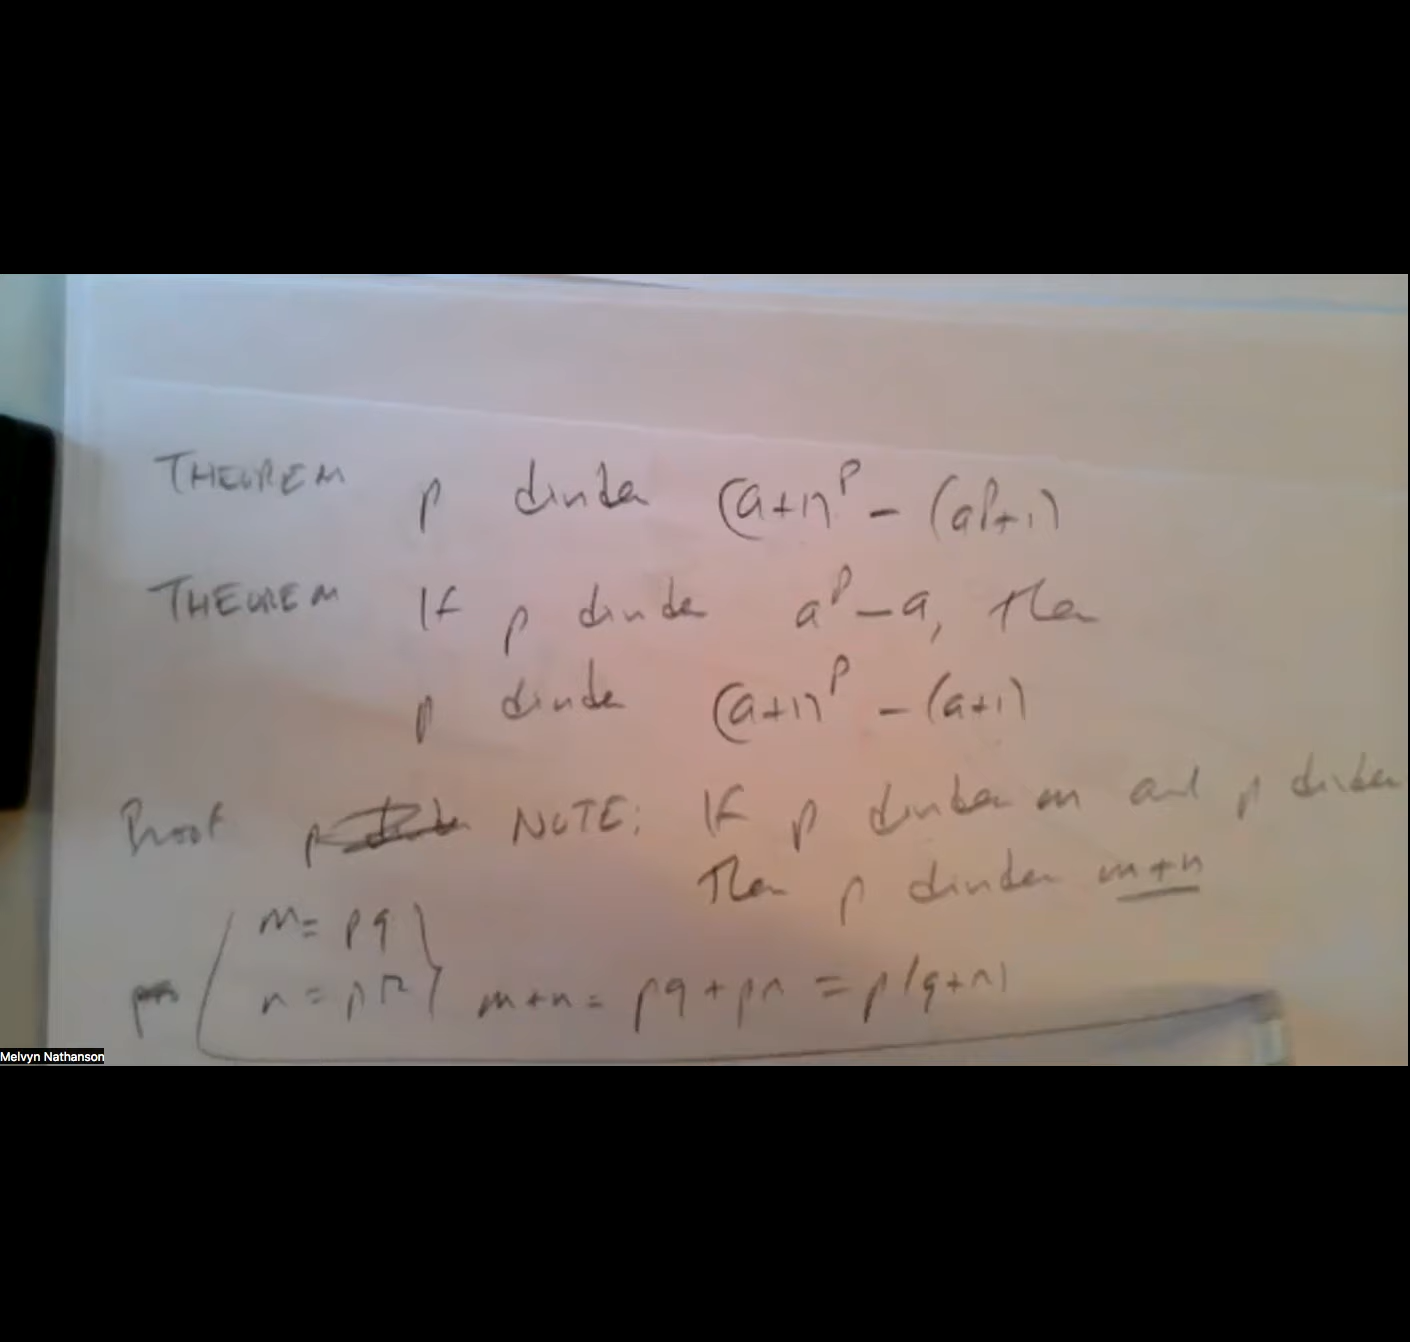 THEOREM p divides (a+1)^p - (a^p+1)
THEOREM If p divides a^p - a, then
p divides (a+1)^p - (a+1)
Proof p NOTE: If p divides m and p divides
Then p divides m+n
m = pq
n = pr m+n = pq + pr = p(q+r)
Melvyn Nathanson